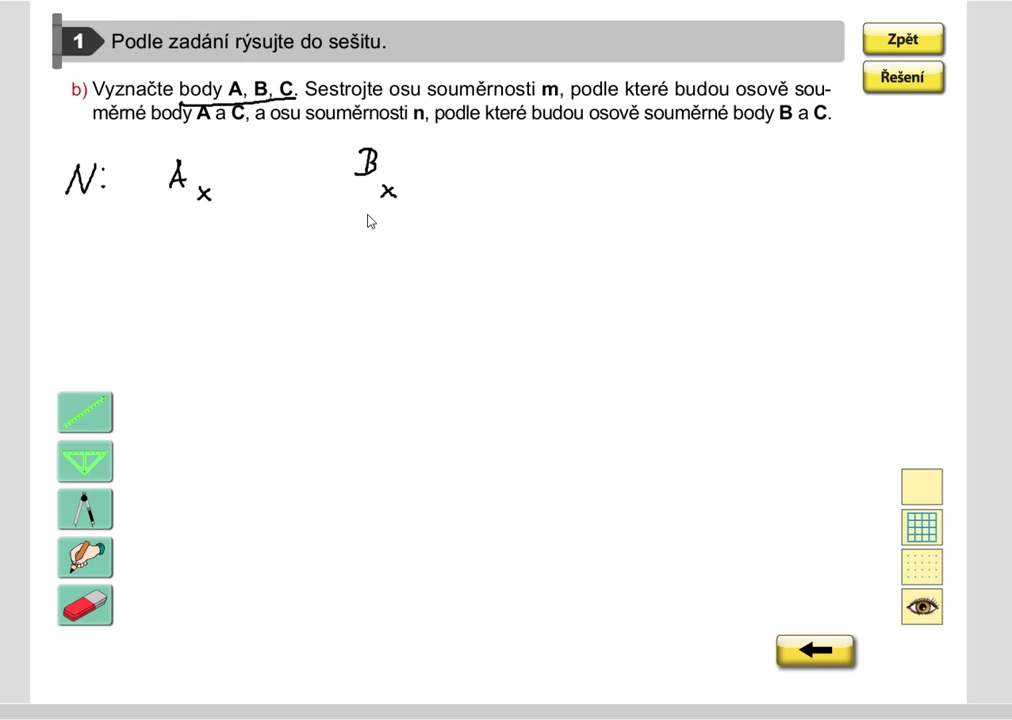 1 Podle zadání rýsujte do sešitu.
Zpět
Řešení
b) Vyznačte body A, B, C. Sestrojte osu souměrnosti m, podle které budou osově sou-
měrné body A a C, a osu souměrnosti n, podle které budou osově souměrné body B a C.
N: A x B x